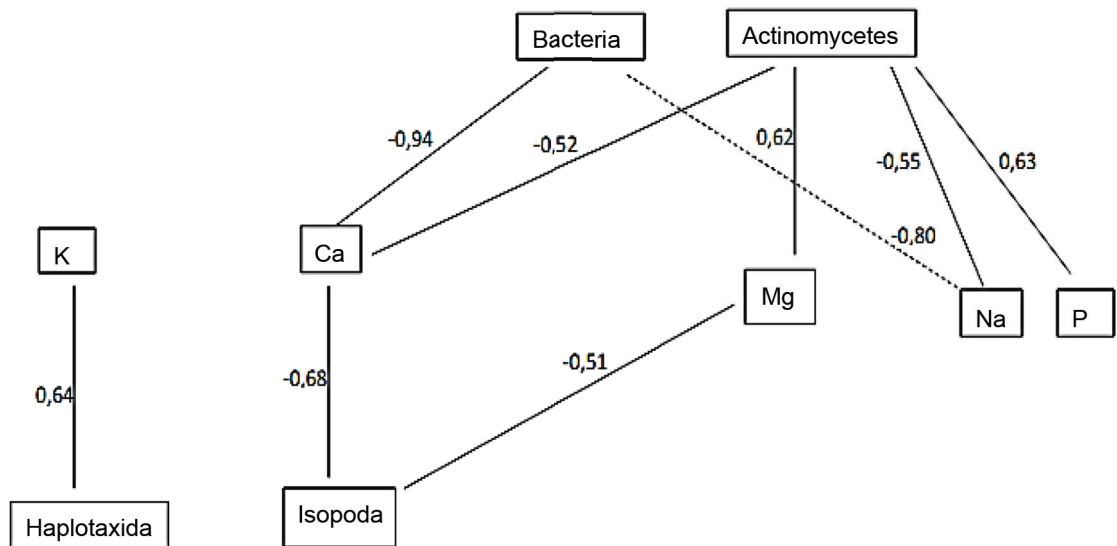 Bacteria
Actinomycetes
-0,94
-0,52
0,62
-0,55
0,63
-0,80
K
Ca
Mg
Na
P
0,64
-0,68
-0,51
Haplotaxida
Isopoda